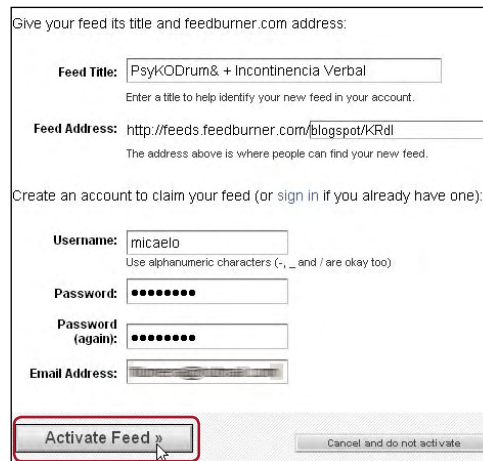 Give your feed its title and feedburner.com address:
Feed Title: PsyKODrum& + Incontinencia Verbal
Enter a title to help identify your new feed in your account.
Feed Address: http://feeds.feedburner.com/blogspot/KRdl
The address above is where people can find your new feed.
Create an account to claim your feed (or sign in if you already have one):
Username: micaelo
Use alphanumeric characters (-, _ and / are okay too)
Password: ●●●●●●●●
Password
(again): ●●●●●●●●
Email Address:
Activate Feed »
Cancel and do not activate